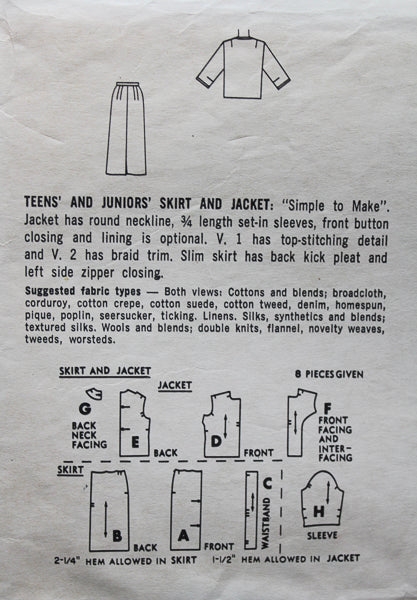 TEENS' AND JUNIORS' SKIRT AND JACKET: "Simple to Make".
Jacket has round neckline, ¾ length set-in sleeves, front button
closing and lining is optional. V. 1 has top-stitching detail
and V. 2 has braid trim. Slim skirt has back kick pleat and
left side zipper closing.
Suggested fabric types — Both views: Cottons and blends; broadcloth,
corduroy, cotton crepe, cotton suede, cotton tweed, denim, homespun,
pique, poplin, seersucker, ticking. Linens. Silks, synthetics and blends;
textured silks. Wools and blends; double knits, flannel, novelty weaves,
tweeds, worsteds.
SKIRT AND JACKET
8 PIECES GIVEN
JACKET
G
BACK
NECK
FACING
E
BACK
D
FRONT
F
FRONT
FACING
AND
INTER-
FACING
SKIRT
B
BACK
A
FRONT
C
WAISTBAND
H
SLEEVE
2-1/4" HEM ALLOWED IN SKIRT
1-1/2" HEM ALLOWED IN JACKET